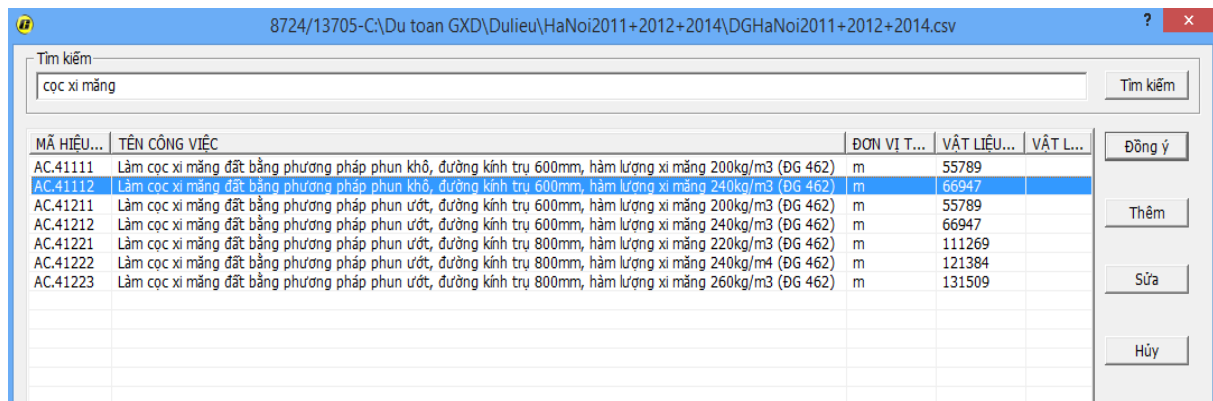 8724/13705-C:\Du toan GXD\Dulieu\HaNoi2011+2012+2014\DGHaNoi2011+2012+2014.csv ? ×
Tìm kiếm
cọc xi măng Tìm kiếm
MÃ HIỆU... TÊN CÔNG VIỆC ĐƠN VỊ T... VẬT LIỆU... VẬT L... Đồng ý
AC.41111 Làm cọc xi măng đất bằng phương pháp phun khô, đường kính trụ 600mm, hàm lượng xi măng 200kg/m3 (ĐG 462) m 55789
AC.41112 Làm cọc xi măng đất bằng phương pháp phun khô, đường kính trụ 600mm, hàm lượng xi măng 240kg/m3 (ĐG 462) m 66947
AC.41211 Làm cọc xi măng đất bằng phương pháp phun ướt, đường kính trụ 600mm, hàm lượng xi măng 200kg/m3 (ĐG 462) m 55789
AC.41212 Làm cọc xi măng đất bằng phương pháp phun ướt, đường kính trụ 600mm, hàm lượng xi măng 240kg/m3 (ĐG 462) m 66947
Thêm
AC.41221 Làm cọc xi măng đất bằng phương pháp phun ướt, đường kính trụ 800mm, hàm lượng xi măng 220kg/m3 (ĐG 462) m 111269
AC.41222 Làm cọc xi măng đất bằng phương pháp phun ướt, đường kính trụ 800mm, hàm lượng xi măng 240kg/m4 (ĐG 462) m 121384
AC.41223 Làm cọc xi măng đất bằng phương pháp phun ướt, đường kính trụ 800mm, hàm lượng xi măng 260kg/m3 (ĐG 462) m 131509
Sửa
Hủy